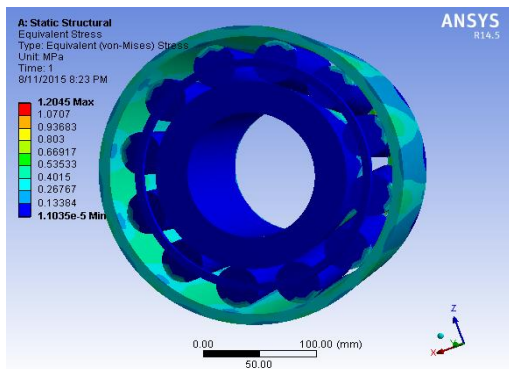 A: Static Structural
Equivalent Stress
Type: Equivalent (von-Mises) Stress
Unit: MPa
Time: 1
8/11/2015 8:23 PM
ANSYS
R14.5
1.2045 Max
1.0707
0.93683
0.803
0.66917
0.53533
0.4015
0.26767
0.13384
1.1035e-5 Min
0.00
100.00 (mm)
50.00
Z
Y
X